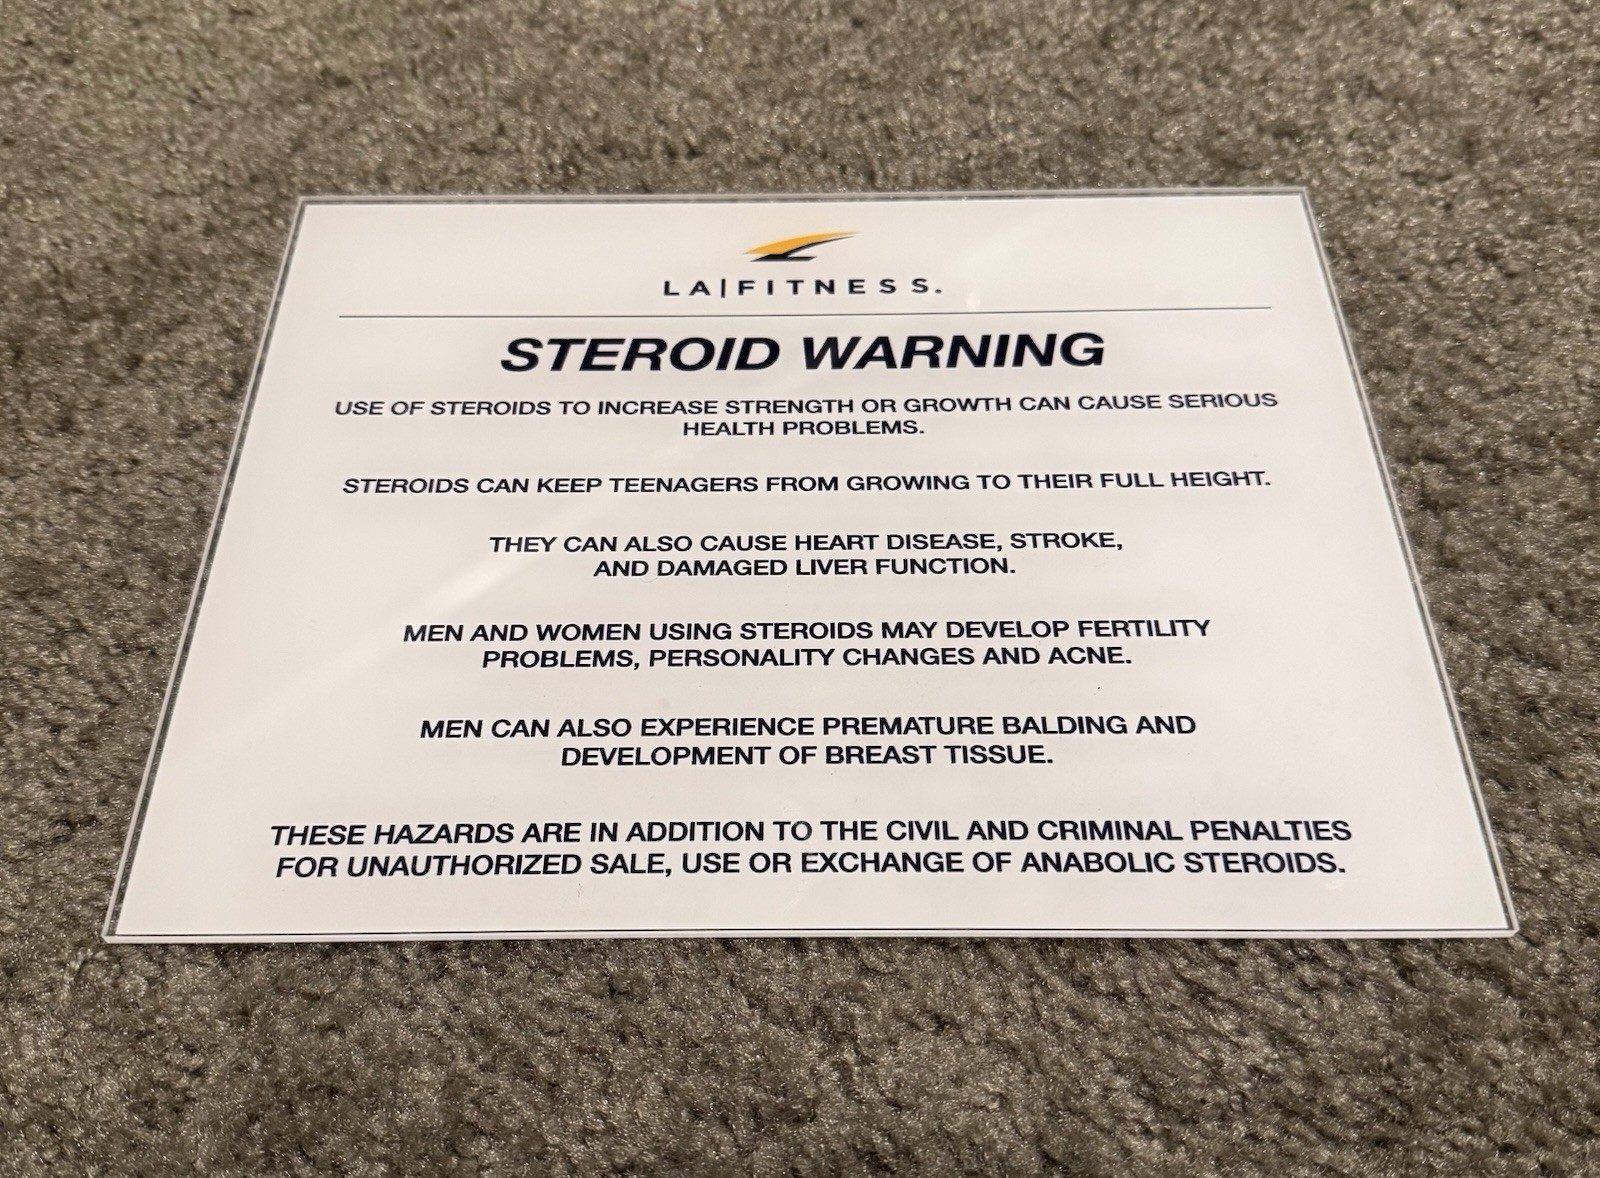 LA|FITNESS.
STEROID WARNING
USE OF STEROIDS TO INCREASE STRENGTH OR GROWTH CAN CAUSE SERIOUS
HEALTH PROBLEMS.
STEROIDS CAN KEEP TEENAGERS FROM GROWING TO THEIR FULL HEIGHT.
THEY CAN ALSO CAUSE HEART DISEASE, STROKE,
AND DAMAGED LIVER FUNCTION.
MEN AND WOMEN USING STEROIDS MAY DEVELOP FERTILITY
PROBLEMS, PERSONALITY CHANGES AND ACNE.
MEN CAN ALSO EXPERIENCE PREMATURE BALDING AND
DEVELOPMENT OF BREAST TISSUE.
THESE HAZARDS ARE IN ADDITION TO THE CIVIL AND CRIMINAL PENALTIES
FOR UNAUTHORIZED SALE, USE OR EXCHANGE OF ANABOLIC STEROIDS.